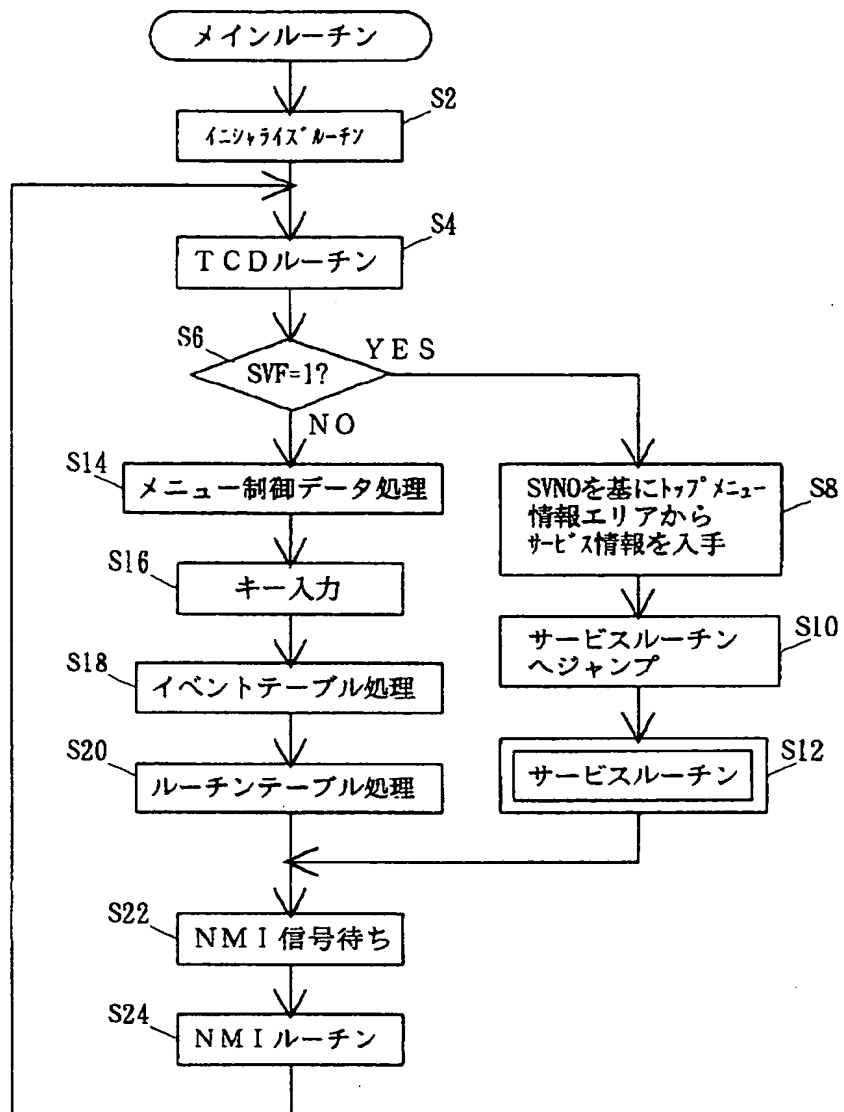 メインルーチン
S2
ｲﾆｼｬﾗｲｽﾞﾙｰﾁﾝ
S4
TCDルーチン
S6
SVF=1?
YES
NO
S14
メニュー制御データ処理
S16
キー入力
S18
イベントテーブル処理
S20
ルーチンテーブル処理
S8
SVNOを基にﾄｯﾌﾟﾒﾆｭｰ
情報エリアから
ｻｰﾋﾞｽ情報を入手
S10
サービスルーチン
へジャンプ
S12
サービスルーチン
S22
NMI信号待ち
S24
NMIルーチン